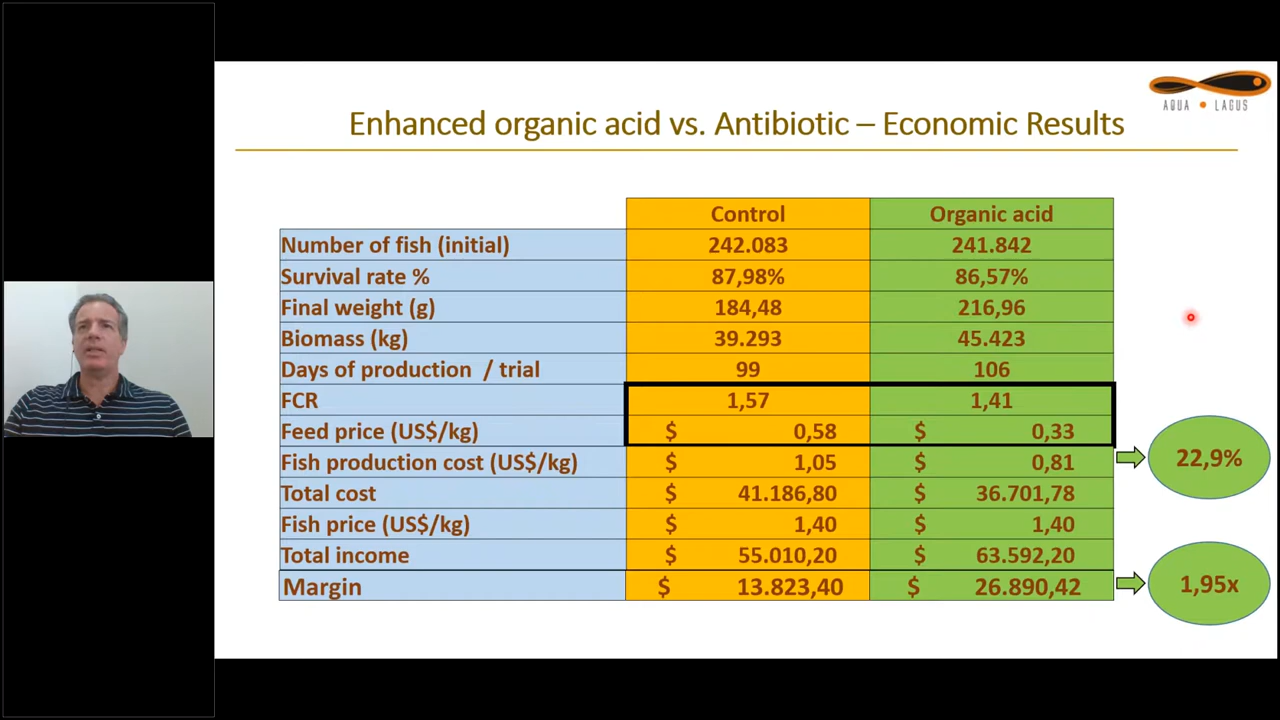 AQUA LAGUS
Enhanced organic acid vs. Antibiotic – Economic Results
Control Organic acid
Number of fish (initial) 242.083 241.842
Survival rate % 87,98% 86,57%
Final weight (g) 184,48 216,96
Biomass (kg) 39.293 45.423
Days of production / trial 99 106
FCR 1,57 1,41
Feed price (US$/kg) $ 0,58 $ 0,33
Fish production cost (US$/kg) $ 1,05 $ 0,81 22,9%
Total cost $ 41.186,80 $ 36.701,78
Fish price (US$/kg) $ 1,40 $ 1,40
Total income $ 55.010,20 $ 63.592,20
Margin $ 13.823,40 $ 26.890,42 1,95x